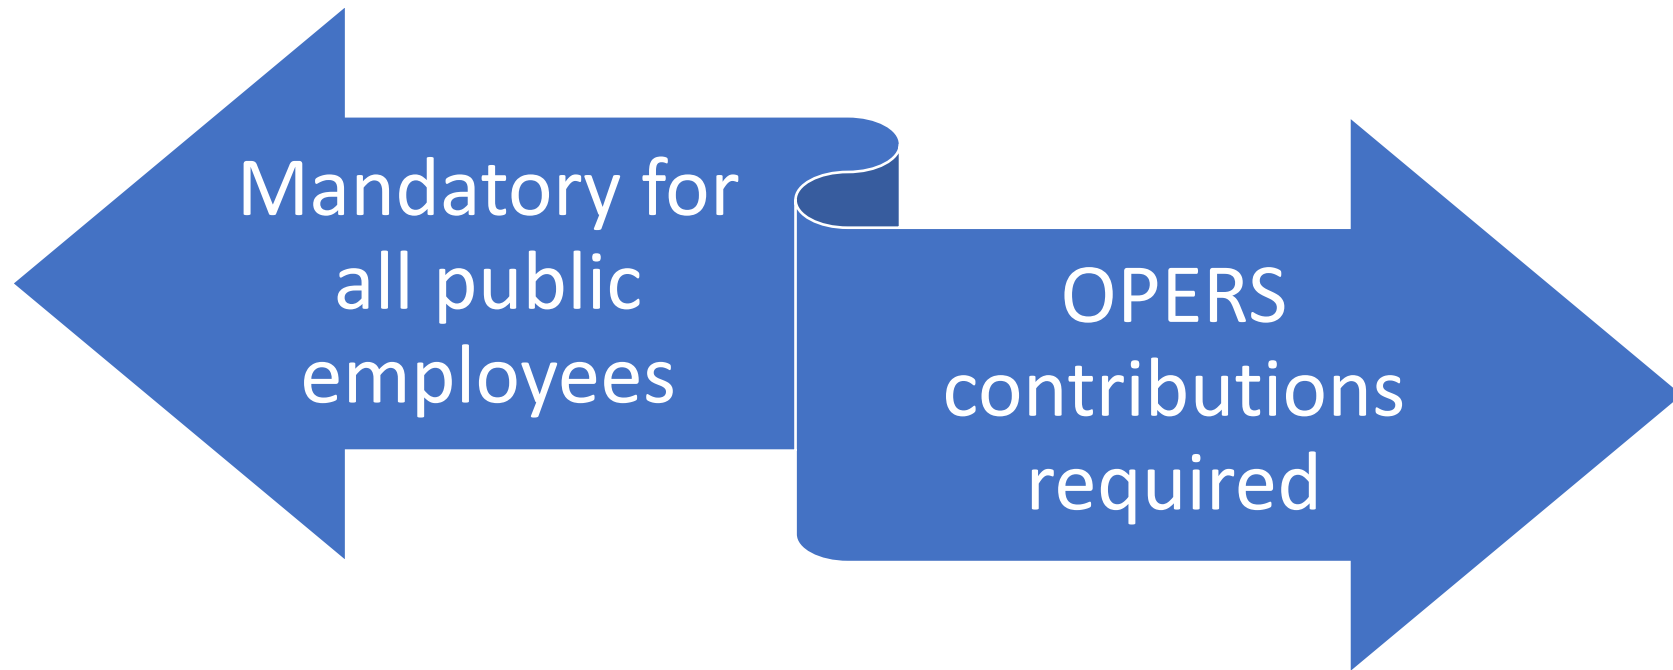 Mandatory for
all public
employees
OPERS
contributions
required